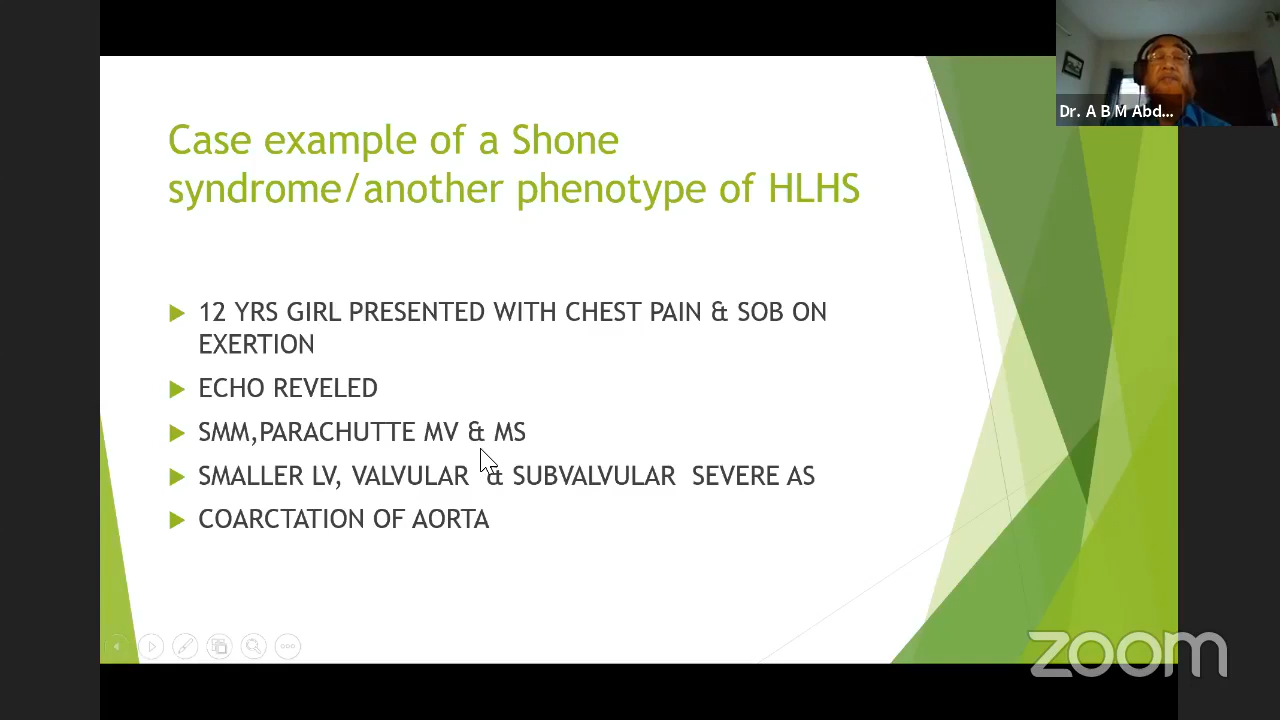 Dr. A B M Abd...
Case example of a Shone
syndrome/another phenotype of HLHS
12 YRS GIRL PRESENTED WITH CHEST PAIN & SOB ON
EXERTION
ECHO REVELED
SMM,PARACHUTTE MV & MS
SMALLER LV, VALVULAR & SUBVALVULAR SEVERE AS
COARCTATION OF AORTA
zoom